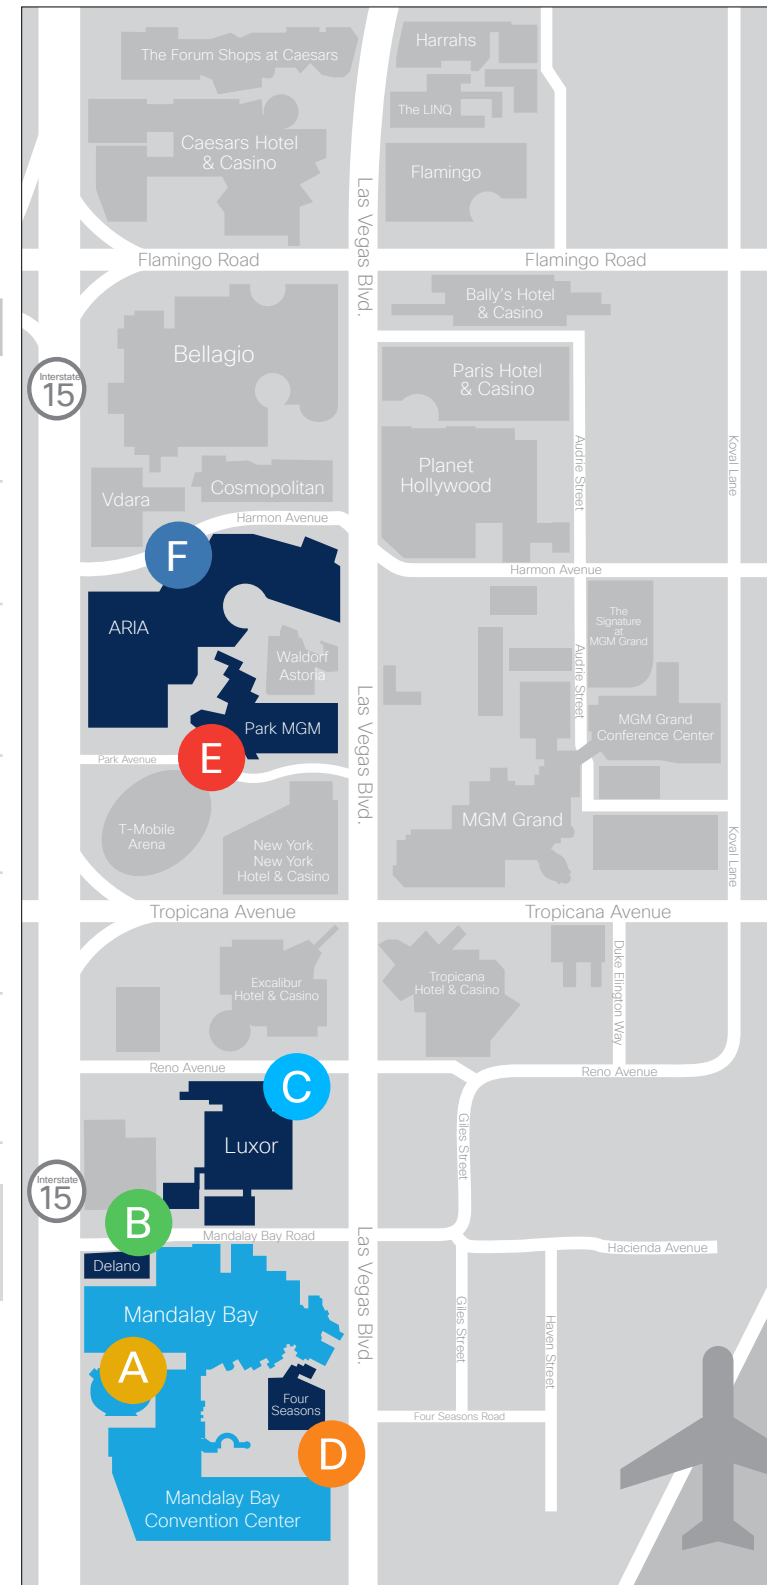 The Forum Shops at Caesars
Harrahs
The LINQ
Caesars Hotel
& Casino
Flamingo
Las Vegas Blvd.
Flamingo Road
Flamingo Road
Bally's Hotel
& Casino
Bellagio
Interstate
15
Paris Hotel
& Casino
Audrie Street
Koval Lane
Planet
Hollywood
Vdara
Cosmopolitan
Harmon Avenue
F
Harmon Avenue
ARIA
The
Signature
at
MGM Grand
Waldorf
Astoria
Audrie Street
Las Vegas Blvd.
Park MGM
MGM Grand
Conference Center
Park Avenue
E
T-Mobile
Arena
MGM Grand
New York
New York
Hotel & Casino
Koval Lane
Tropicana Avenue
Tropicana Avenue
Duke Elington Way
Excalibur
Hotel & Casino
Tropicana
Hotel & Casino
Reno Avenue
Reno Avenue
C
Luxor
Giles Street
Interstate
15
B
Mandalay Bay Road
Las Vegas Blvd.
Hacienda Avenue
Delano
Mandalay Bay
Giles Street
Haven Street
A
Four
Seasons
Four Seasons Road
D
Mandalay Bay
Convention Center